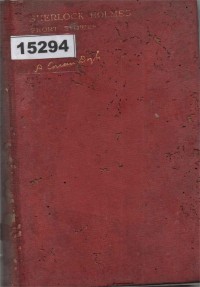 SHERLOCK HOLMES
15294
A. Conan Doyle